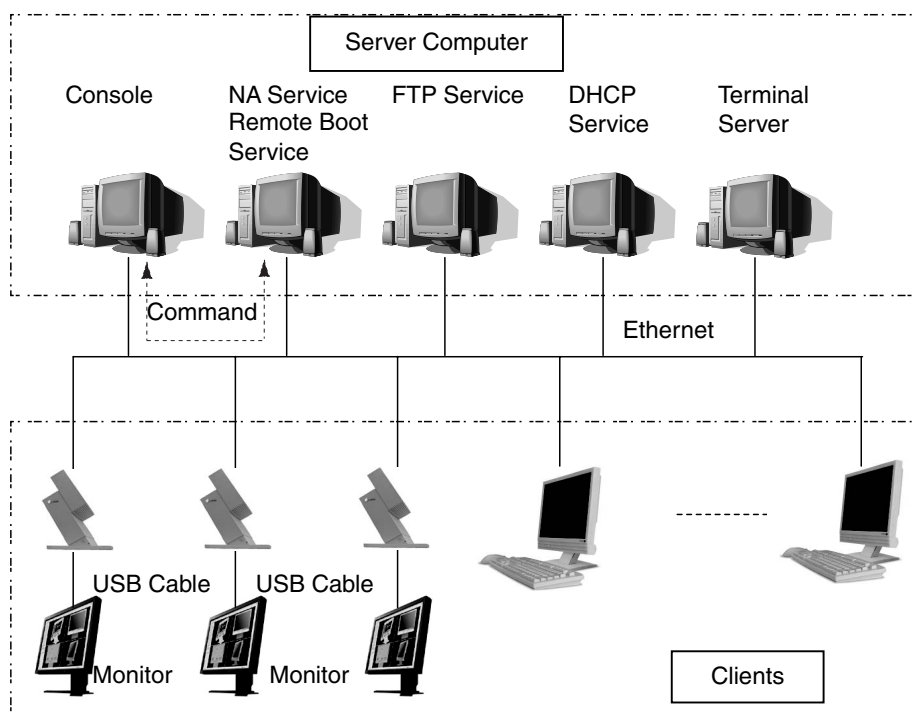 Server Computer
Console
NA Service
Remote Boot
Service
FTP Service
DHCP
Service
Terminal
Server
Command
Ethernet
USB Cable
USB Cable
Monitor
Monitor
Clients